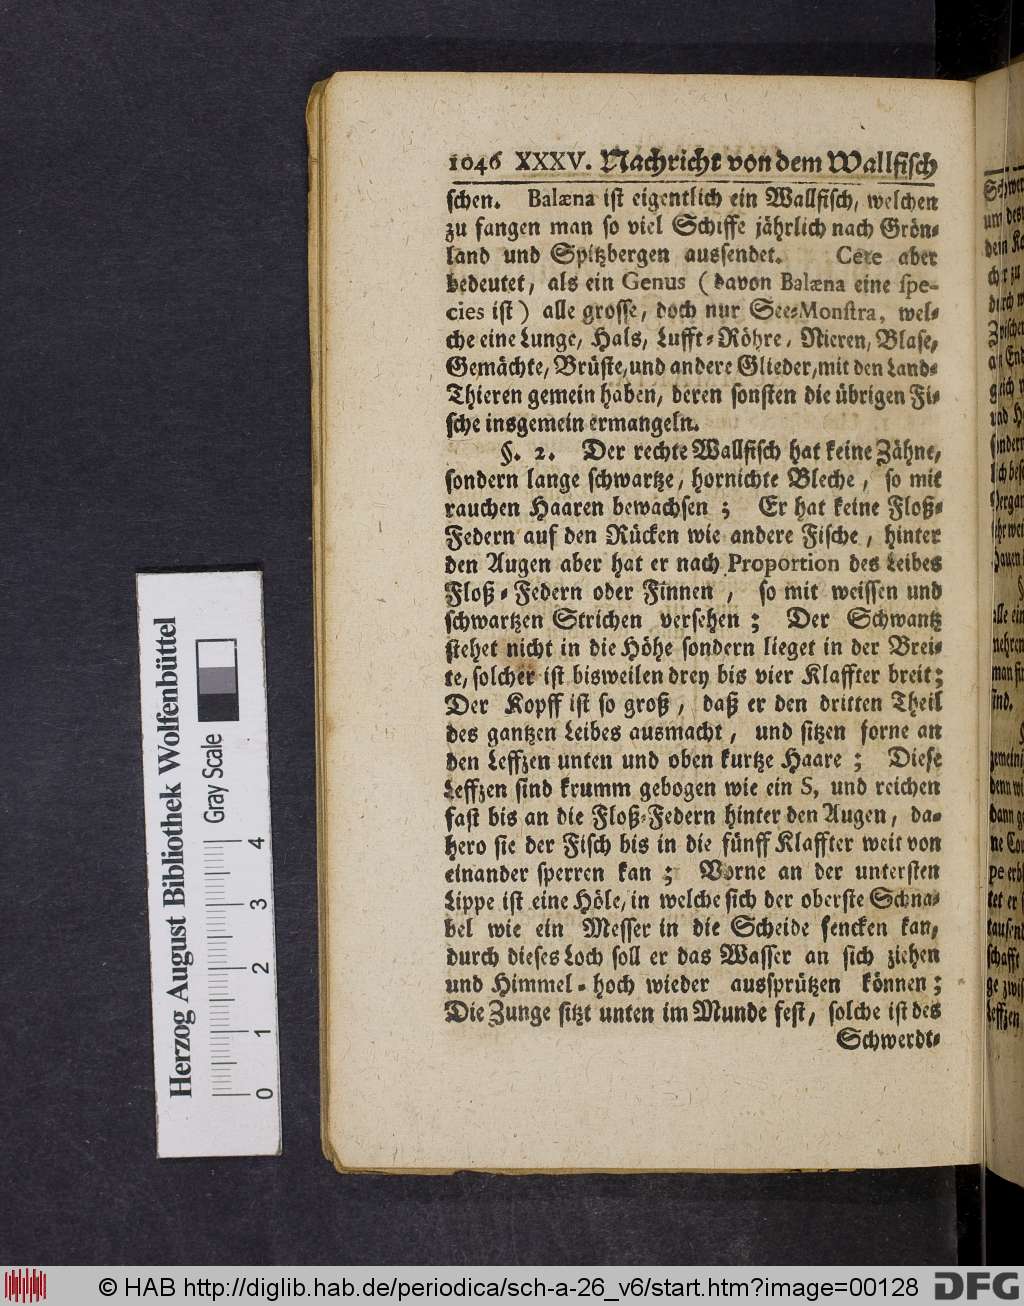 1046 XXXV. Nachricht von dem Wallfisch
schen. Balæna ist eigentlich ein Wallfisch, welchen
zu fangen man so viel Schiffe jährlich nach Grön-
land und Spitzbergen aussendet. Cete aber
bedeutet, als ein Genus (davon Balæna eine spe-
cies ist) alle grosse, doch nur See-Monstra, wel-
che eine Lunge, Hals, Lufft-Röhre, Nieren, Blase,
Gemächte, Brüste, und andere Glieder, mit den Land-
Thieren gemein haben, deren sonsten die übrigen Fi-
sche insgemein ermangeln.
§. 2. Der rechte Wallfisch hat keine Zähne,
sondern lange schwartze, hornichte Bleche, so mit
rauchen Haaren bewachsen; Er hat keine Floß-
Federn auf den Rücken wie andere Fische, hinter
den Augen aber hat er nach Proportion des Leibes
Floß-Federn oder Finnen, so mit weissen und
schwartzen Strichen versehen; Der Schwantz
stehet nicht in die Höhe sondern lieget in der Brei-
te, solcher ist bisweilen drey bis vier Klaffter breit;
Der Kopff ist so groß, daß er den dritten Theil
des gantzen Leibes ausmacht, und sitzen forne an
den Leffzen unten und oben kurtze Haare; Diese
Leffzen sind krumm gebogen wie ein S, und reichen
fast bis an die Floß-Federn hinter den Augen, da-
hero sie der Fisch bis in die fünff Klaffter weit von
einander sperren kan; Vorne an der untersten
Lippe ist eine Höle, in welche sich der oberste Schna-
bel wie ein Messer in die Scheide sencken kan,
durch dieses Loch soll er das Wasser an sich ziehen
und Himmel-hoch wieder aussprützen können;
Die Zunge sitzt unten im Munde fest, solche ist des
Schwerdt-
Herzog August Bibliothek Wolfenbüttel
Gray Scale
0 1 2 3 4
© HAB http://diglib.hab.de/periodica/sch-a-26_v6/start.htm?image=00128 DFG